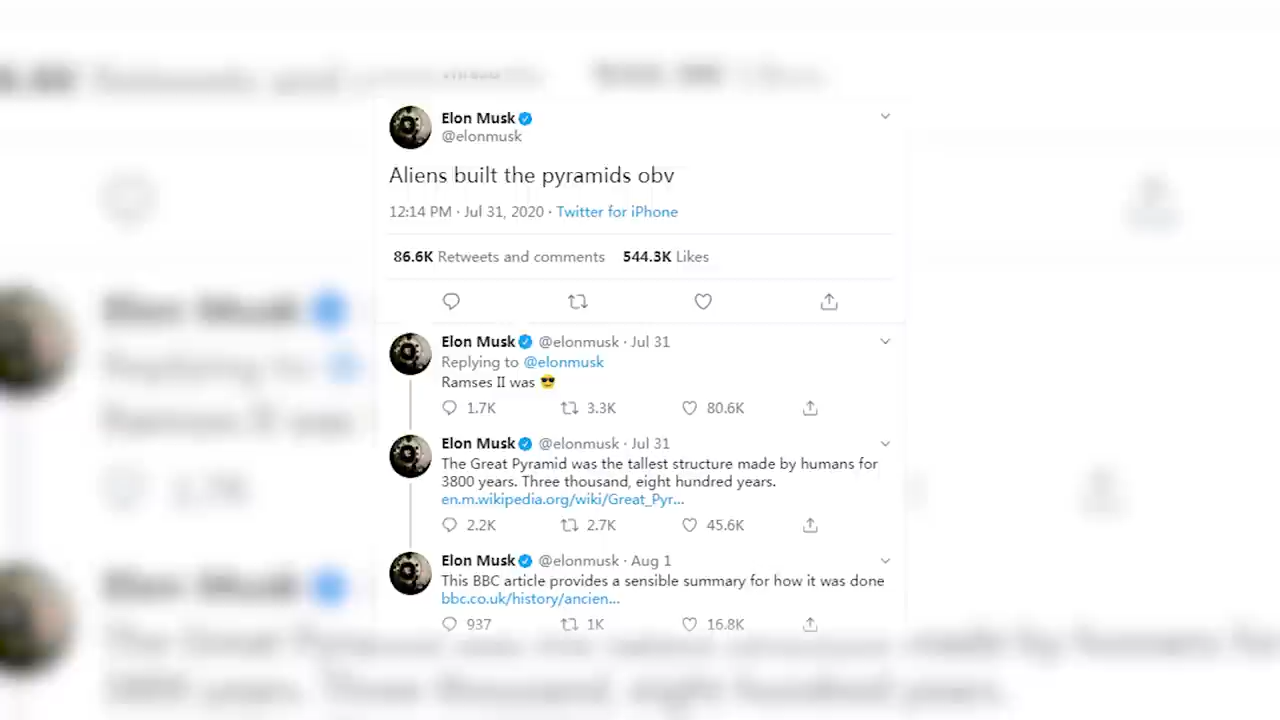 Elon Musk
@elonmusk
Aliens built the pyramids obv
12:14 PM · Jul 31, 2020 · Twitter for iPhone
86.6K Retweets and comments 544.3K Likes
Elon Musk @elonmusk · Jul 31
Replying to @elonmusk
Ramses II was 😎
1.7K 3.3K 80.6K
Elon Musk @elonmusk · Jul 31
The Great Pyramid was the tallest structure made by humans for
3800 years. Three thousand, eight hundred years.
en.m.wikipedia.org/wiki/Great_Pyr...
2.2K 2.7K 45.6K
Elon Musk @elonmusk · Aug 1
This BBC article provides a sensible summary for how it was done
bbc.co.uk/history/ancien...
937 1K 16.8K